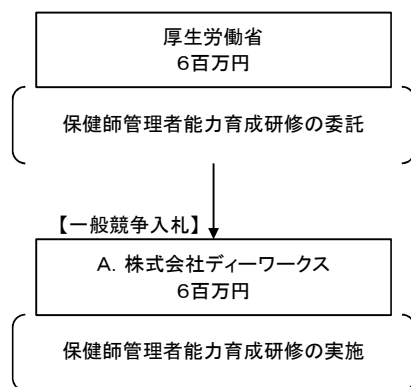 厚生労働省
6百万円
保健師管理者能力育成研修の委託
【一般競争入札】
A．株式会社ディーワークス
6百万円
保健師管理者能力育成研修の実施